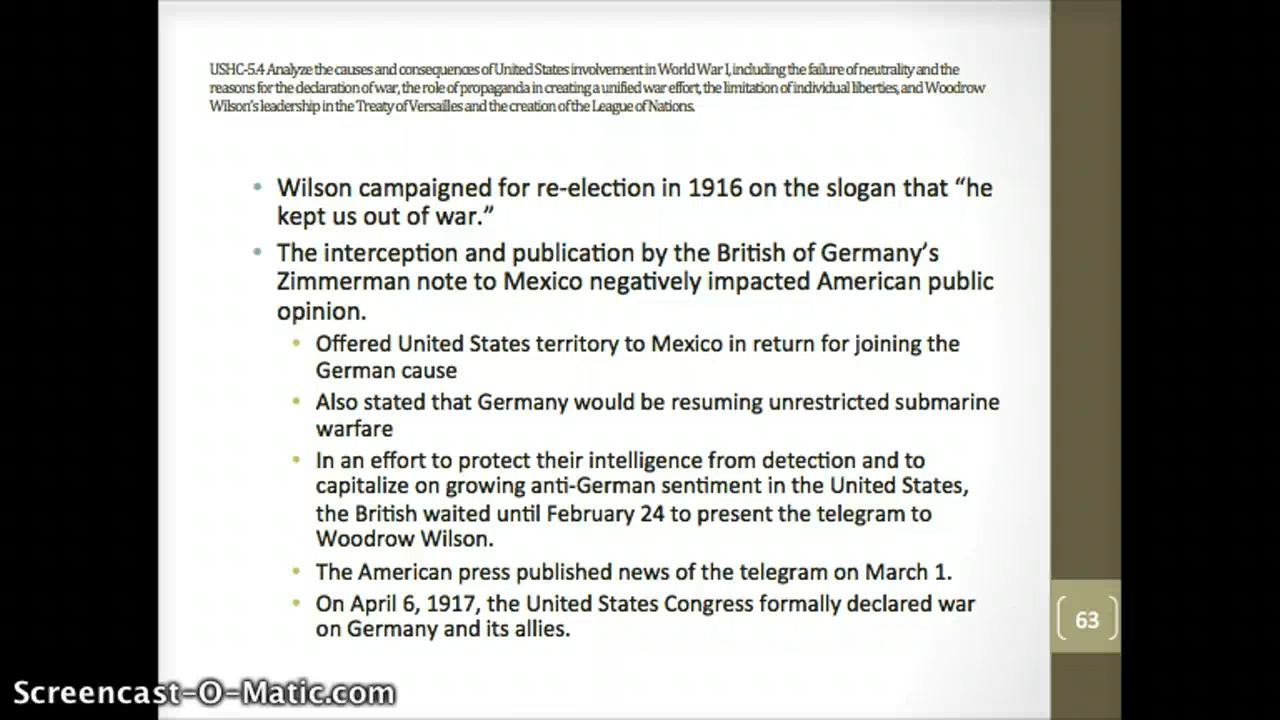 USHC-5.4 Analyze the causes and consequences of United States involvement in World War I, including the failure of neutrality and the
reasons for the declaration of war, the role of propaganda in creating a unified war effort, the limitation of individual liberties, and Woodrow
Wilson's leadership in the Treaty of Versailles and the creation of the League of Nations.
• Wilson campaigned for re-election in 1916 on the slogan that “he
kept us out of war.”
• The interception and publication by the British of Germany’s
Zimmerman note to Mexico negatively impacted American public
opinion.
• Offered United States territory to Mexico in return for joining the
German cause
• Also stated that Germany would be resuming unrestricted submarine
warfare
• In an effort to protect their intelligence from detection and to
capitalize on growing anti-German sentiment in the United States,
the British waited until February 24 to present the telegram to
Woodrow Wilson.
• The American press published news of the telegram on March 1.
• On April 6, 1917, the United States Congress formally declared war
on Germany and its allies.
63
Screencast-O-Matic.com